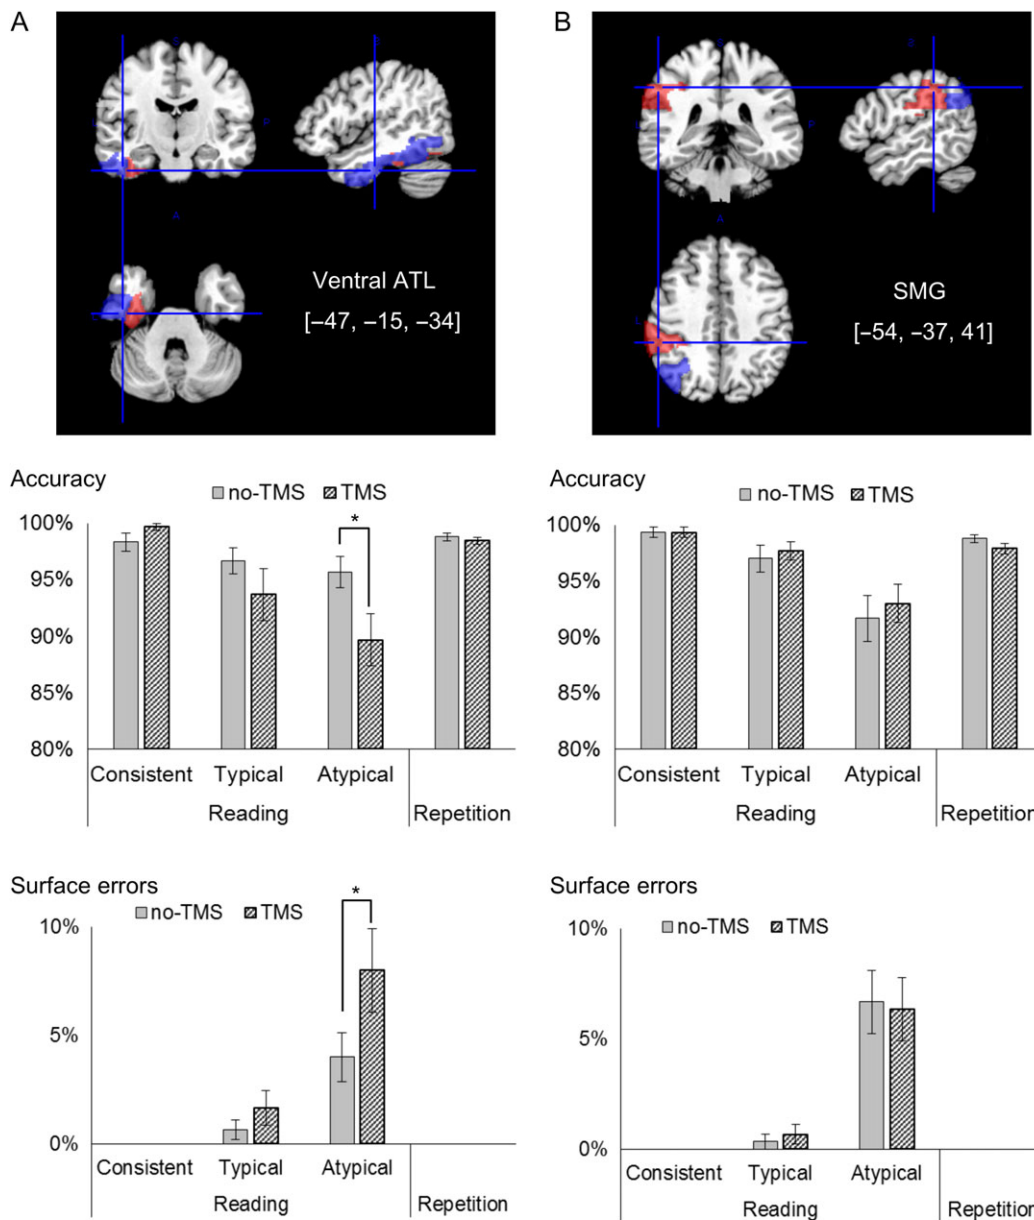 A
B
Ventral ATL
[–47, –15, –34]
SMG
[–54, –37, 41]
Accuracy
no-TMS TMS
*
100%
95%
90%
85%
80%
Consistent Typical Atypical
Reading Repetition
no-TMS TMS
100%
95%
90%
85%
80%
Consistent Typical Atypical
Reading Repetition
Accuracy
Surface errors
no-TMS TMS
*
10%
5%
0%
Consistent Typical Atypical
Reading Repetition
Surface errors
no-TMS TMS
10%
5%
0%
Consistent Typical Atypical
Reading Repetition